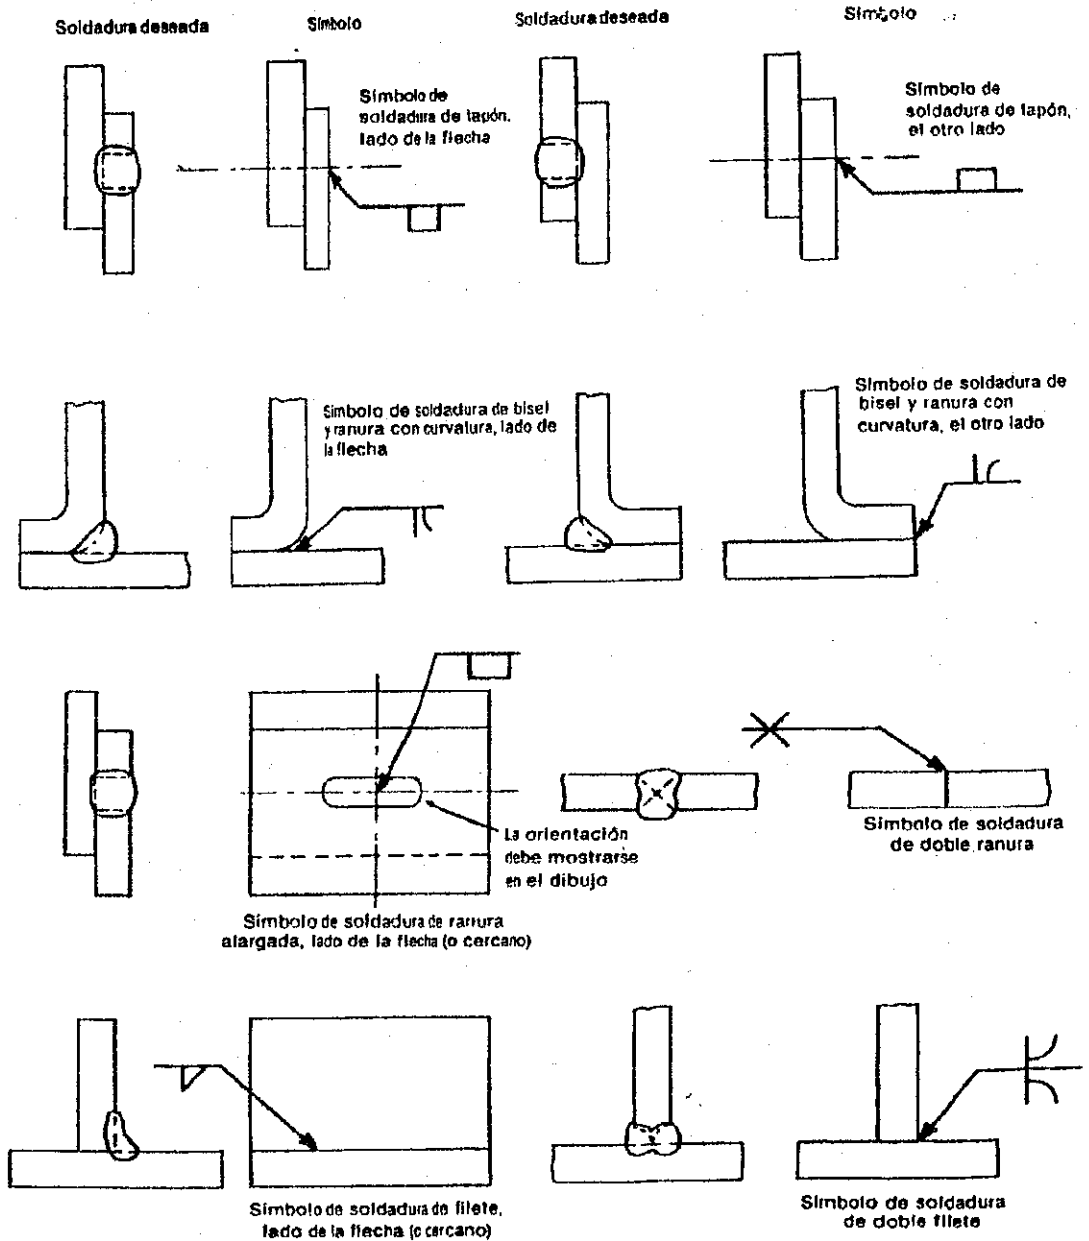 Soldadura deseada
Símbolo
Soldadura deseada
Símbolo
Símbolo de
soldadura de tapón,
lado de la flecha
Símbolo de
soldadura de tapón,
el otro lado
Símbolo de soldadura de bisel
y ranura con curvatura, lado de
la flecha
Símbolo de soldadura de
bisel y ranura con
curvatura, el otro lado
La orientación
debe mostrarse
en el dibujo
Símbolo de soldadura de ranura
alargada, lado de la flecha (o cercano)
Símbolo de soldadura
de doble ranura
Símbolo de soldadura de filete,
lado de la flecha (o cercano)
Símbolo de soldadura
de doble filete